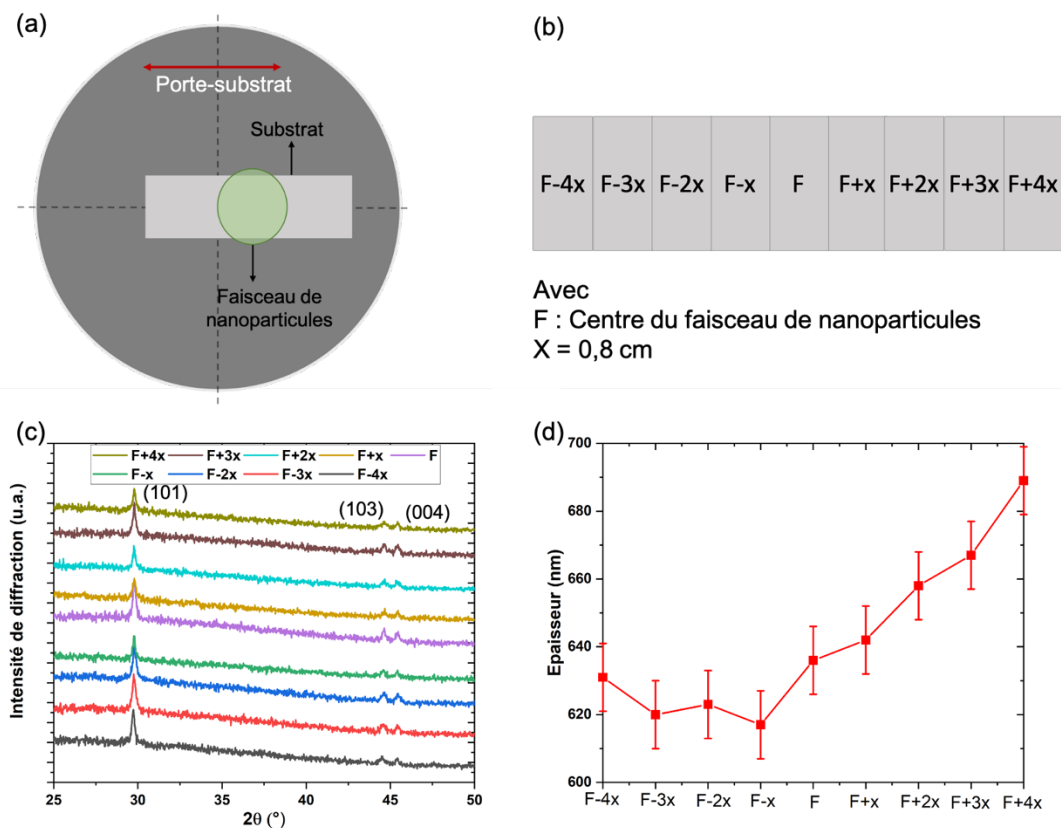 (a)
Porte-substrat
Substrat
Faisceau de
nanoparticules
(b)
F-4x F-3x F-2x F-x F F+x F+2x F+3x F+4x
Avec
F : Centre du faisceau de nanoparticules
X = 0,8 cm
(c)
F+4x F+3x F+2x F+x F
F-x F-2x F-3x F-4x
(101)
(103) (004)
Intensité de diffraction (u.a.)
25 30 35 40 45 50
2θ (°)
(d)
700
680
660
640
620
600
Epaisseur (nm)
F-4x F-3x F-2x F-x F F+x F+2x F+3x F+4x